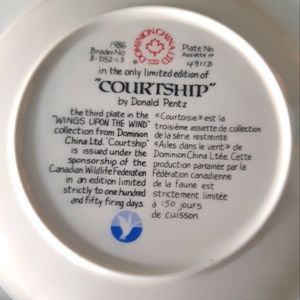 1986
Bradex No
8-D52-1.3
DOMINION CHINA LTD
Plate No
Assiette nº
4911D
in the only limited edition of
"COURTSHIP"
by Donald Pentz
the third plate in the
"WINGS UPON THE WIND"
collection from Dominion
China Ltd. "Courtship"
is issued under the
sponsorship of the
Canadian Wildlife Federation
in an edition limited
strictly to one hundred
and fifty firing days.
«Courtoisie» est la
troisième assiette de collection
de la série restreinte
«Ailes dans le vent» de
Dominion China Ltée. Cette
production parrainée par la
Fédération canadienne
de la faune est
strictement limitée
à 150 jours
de cuisson